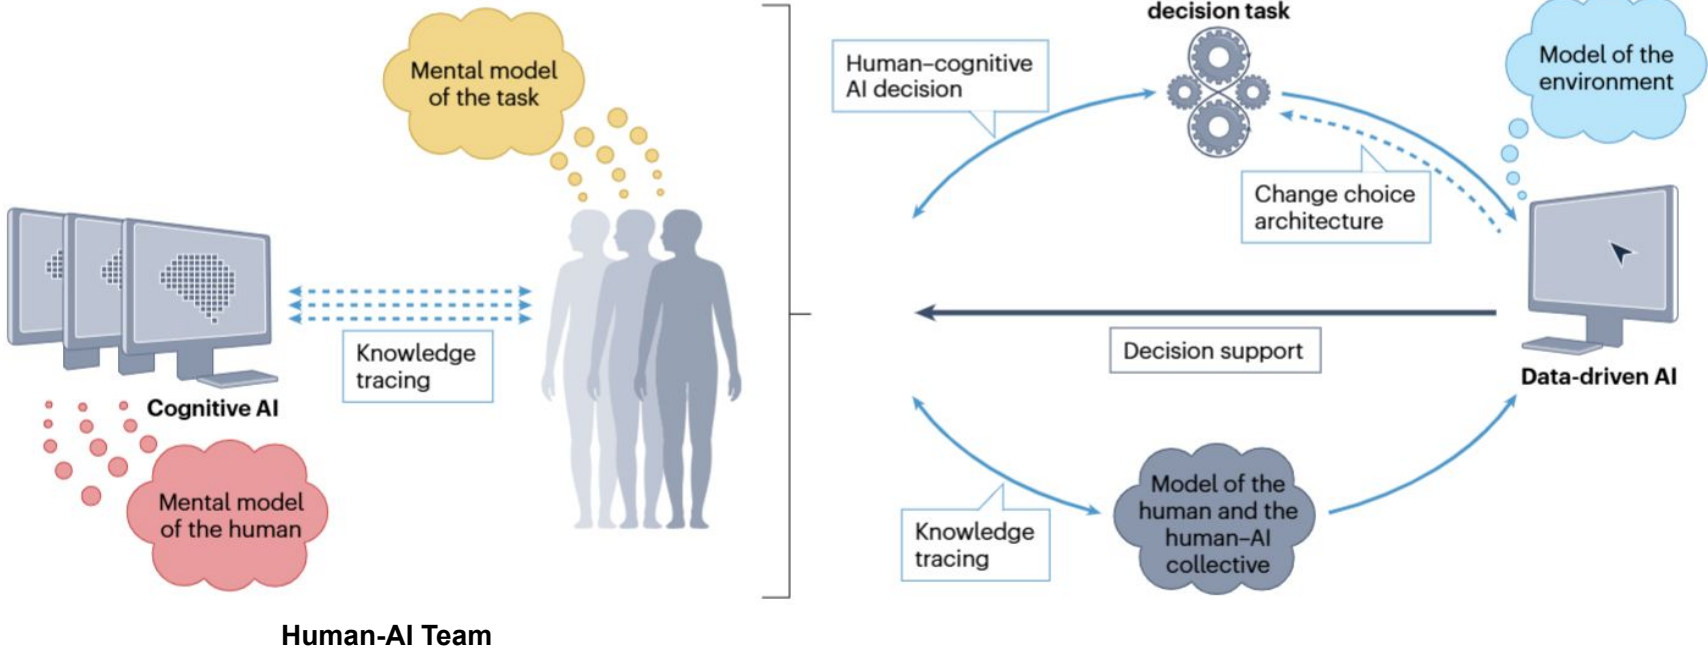 Mental model
of the task
Knowledge
tracing
Cognitive AI
Mental model
of the human
Human-AI Team
decision task
Human–cognitive
AI decision
Model of the
environment
Change choice
architecture
Decision support
Data-driven AI
Model of the
human and the
human–AI
collective
Knowledge
tracing